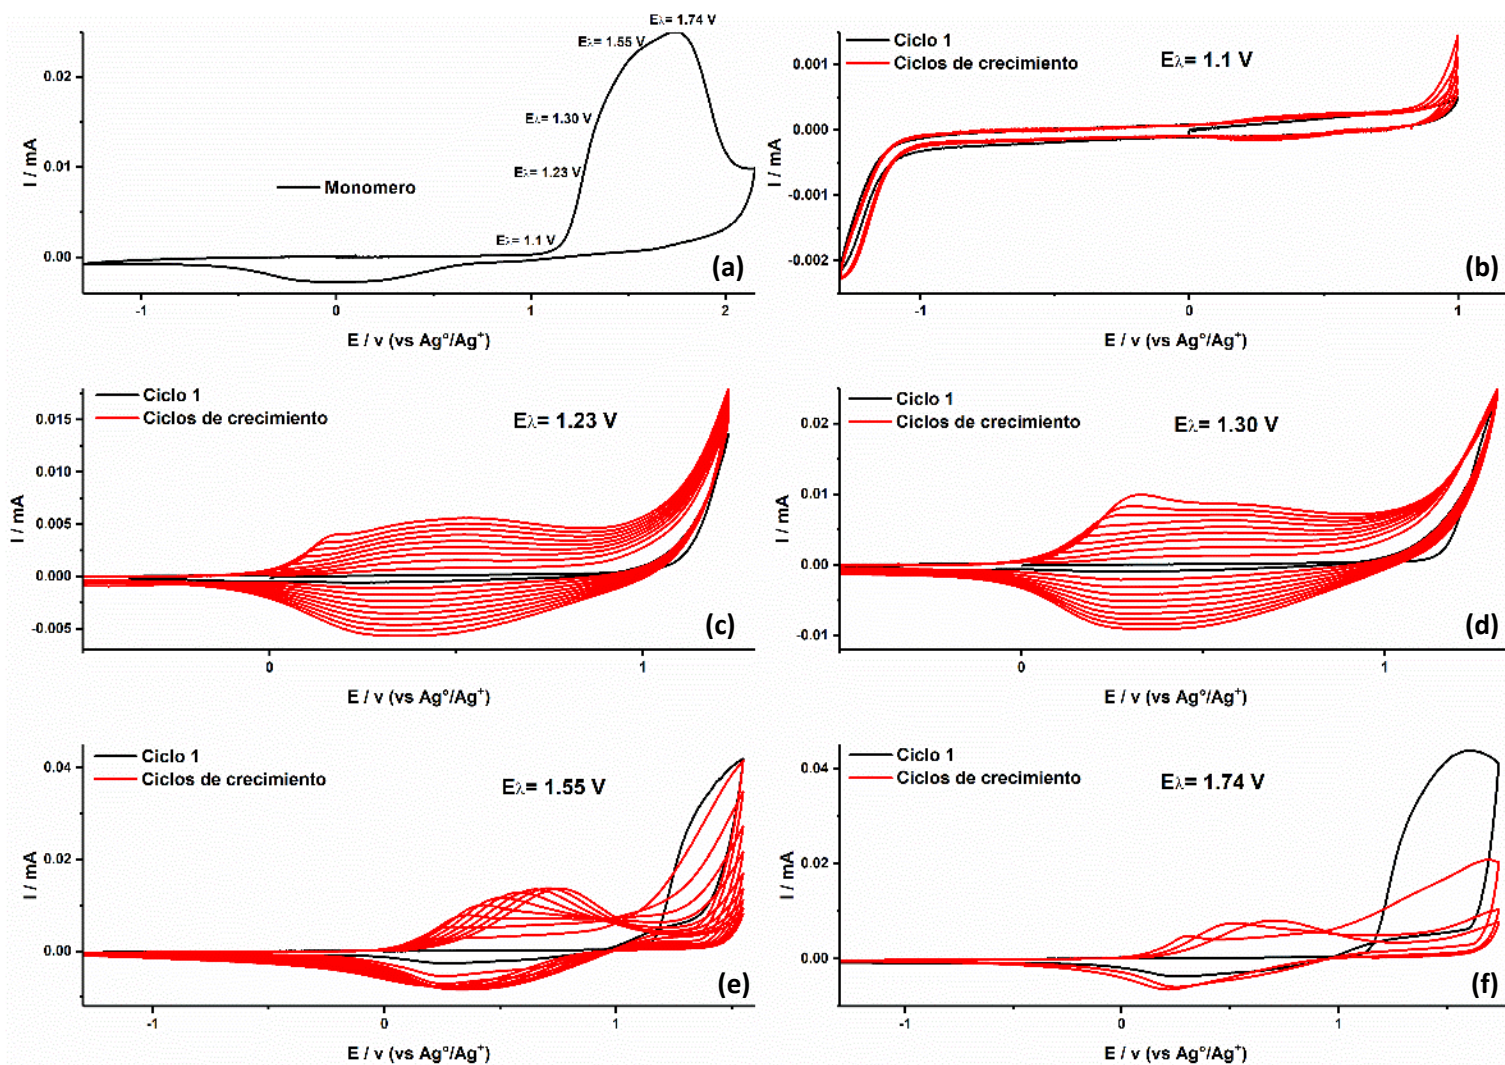 Eλ= 1.74 V
Eλ= 1.55 V
Eλ= 1.30 V
Eλ= 1.23 V
Eλ= 1.1 V
Monomero
0.02
0.01
0.00
I / mA
-1
0
1
2
E / v (vs Ag°/Ag⁺)
(a)
Ciclo 1
Ciclos de crecimiento
Eλ= 1.1 V
0.001
0.000
-0.001
-0.002
I / mA
-1
0
1
E / v (vs Ag°/Ag⁺)
(b)
Ciclo 1
Ciclos de crecimiento
Eλ= 1.23 V
0.015
0.010
0.005
0.000
-0.005
I / mA
0
1
E / v (vs Ag°/Ag⁺)
(c)
Ciclo 1
Ciclos de crecimiento
Eλ= 1.30 V
0.02
0.01
0.00
-0.01
I / mA
0
1
E / v (vs Ag°/Ag⁺)
(d)
Ciclo 1
Ciclos de crecimiento
Eλ= 1.55 V
0.04
0.02
0.00
I / mA
-1
0
1
E / v (vs Ag°/Ag⁺)
(e)
Ciclo 1
Ciclos de crecimiento
Eλ= 1.74 V
0.04
0.02
0.00
I / mA
-1
0
1
E / v (vs Ag°/Ag⁺)
(f)